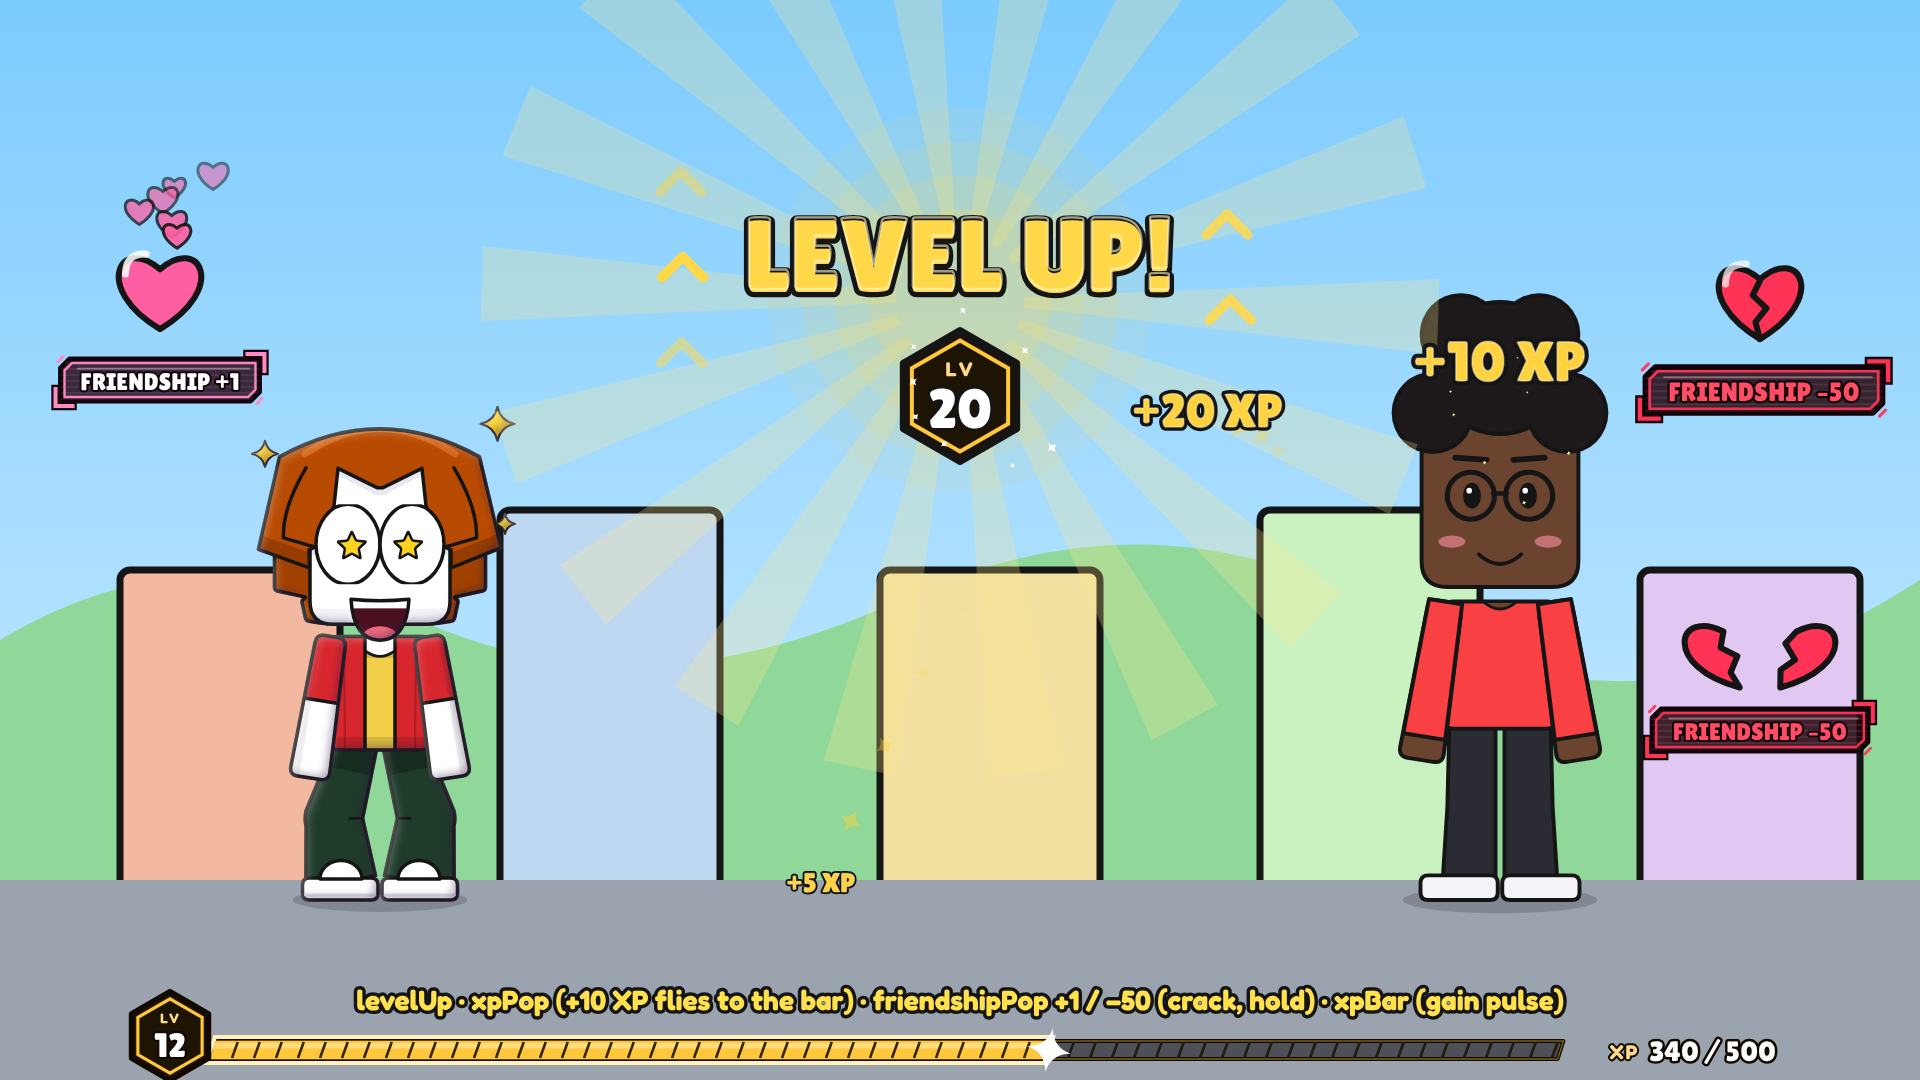 LEVEL UP!
LV
20
+10 XP
+20 XP
FRIENDSHIP +1
FRIENDSHIP -50
FRIENDSHIP -50
+5 XP
levelUp · xpPop (+10 XP flies to the bar) · friendshipPop +1 / -50 (crack, hold) · xpBar (gain pulse)
LV
12
XP 340 / 500